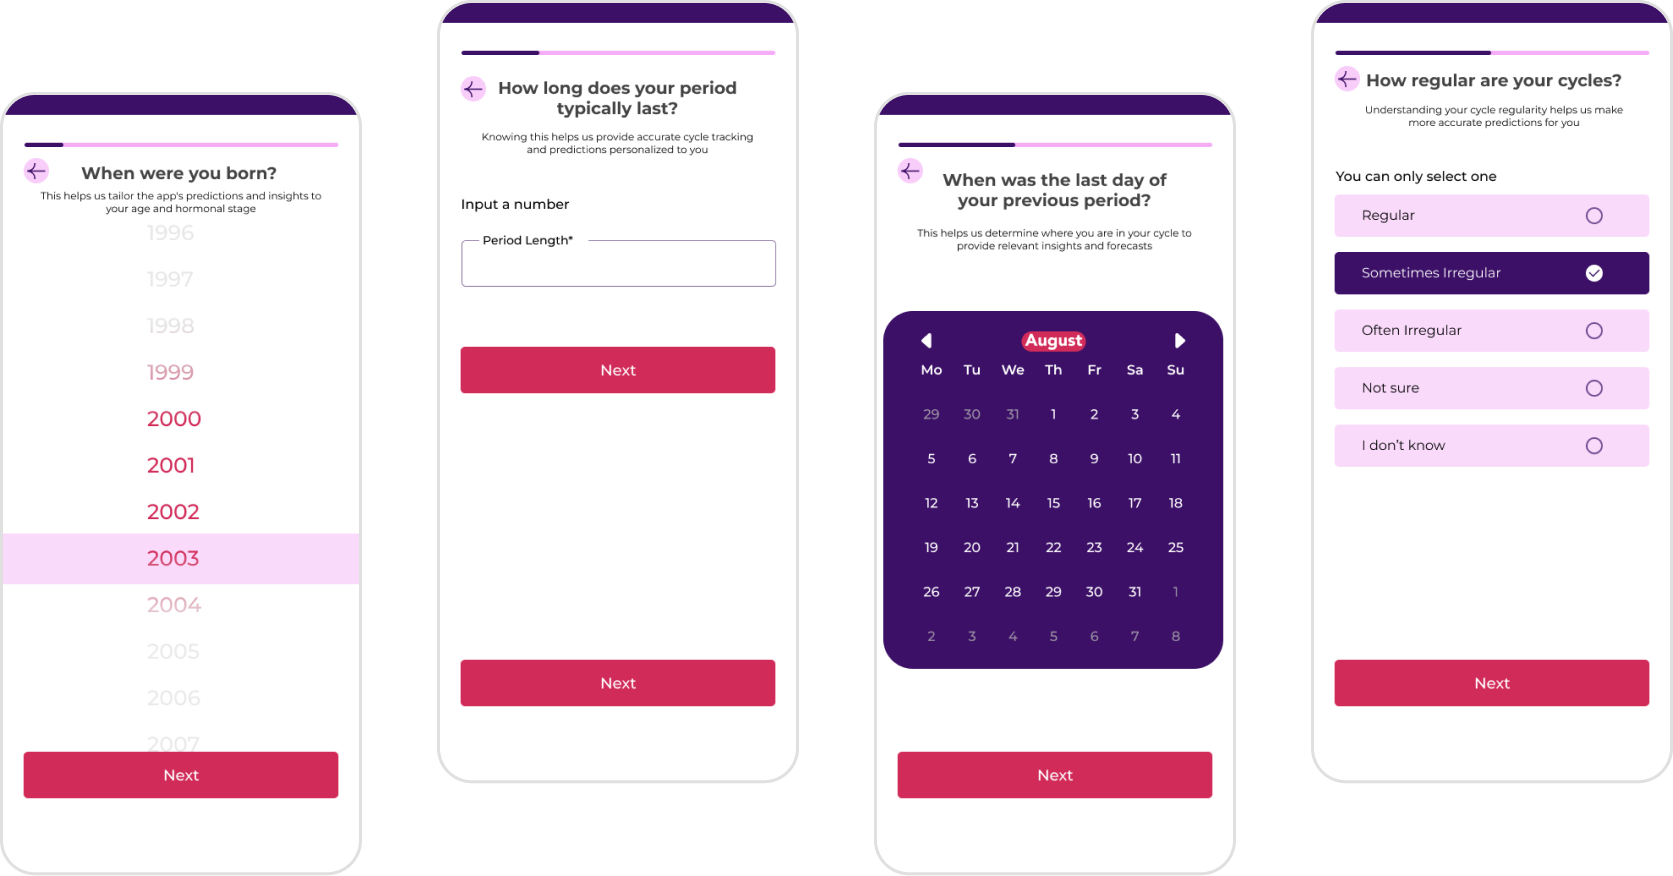 When were you born?
This helps us tailor the app's predictions and insights to
your age and hormonal stage
1996
1997
1998
1999
2000
2001
2002
2003
2004
2005
2006
2007
Next
How long does your period
typically last?
Knowing this helps us provide accurate cycle tracking
and predictions personalized to you
Input a number
Period Length*
Next
Next
When was the last day of
your previous period?
This helps us determine where you are in your cycle to
provide relevant insights and forecasts
August
Mo Tu We Th Fr Sa Su
29 30 31 1 2 3 4
5 6 7 8 9 10 11
12 13 14 15 16 17 18
19 20 21 22 23 24 25
26 27 28 29 30 31 1
2 3 4 5 6 7 8
Next
How regular are your cycles?
Understanding your cycle regularity helps us make
more accurate predictions for you
You can only select one
Regular
Sometimes Irregular
Often Irregular
Not sure
I don’t know
Next